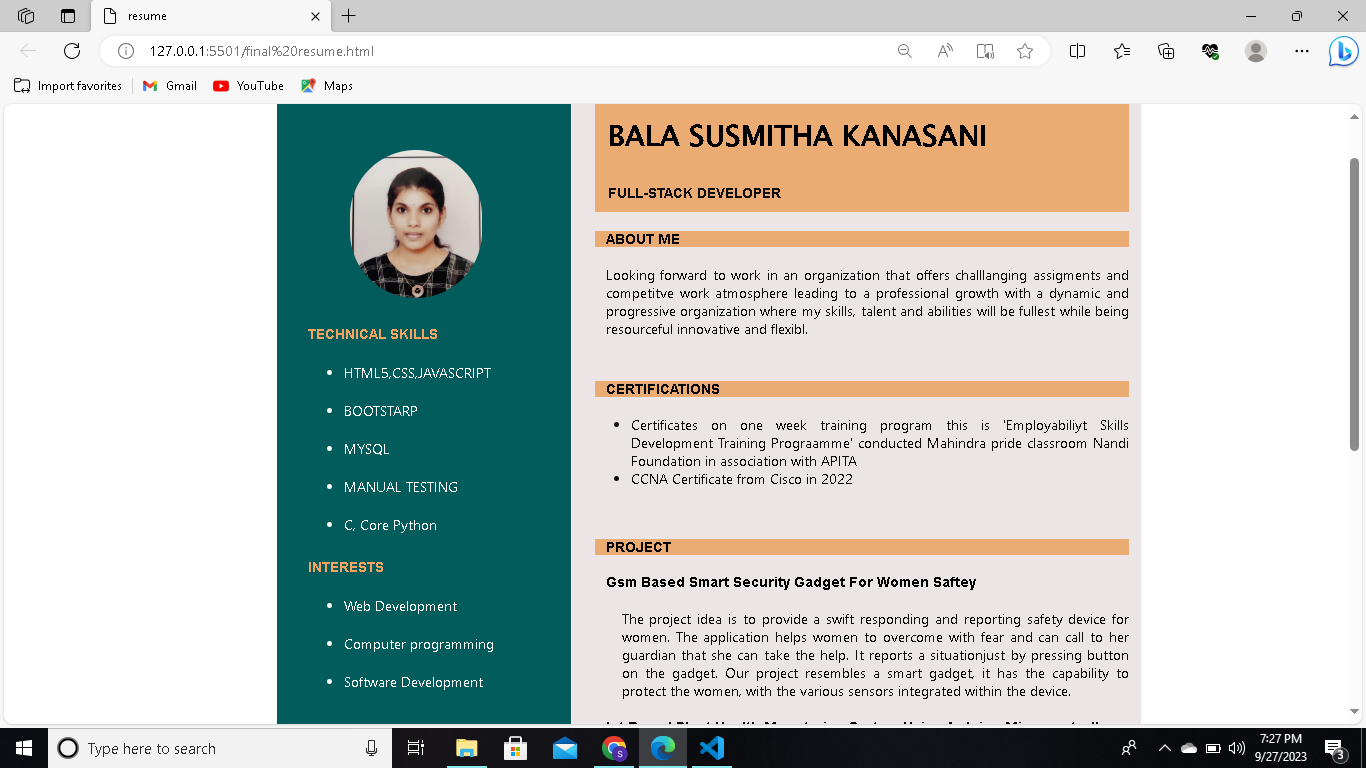 resume
127.0.0.1:5501/final%20resume.html
Import favorites
Gmail
YouTube
Maps
TECHNICAL SKILLS
HTML5,CSS,JAVASCRIPT
BOOTSTARP
MYSQL
MANUAL TESTING
C, Core Python
INTERESTS
Web Development
Computer programming
Software Development
BALA SUSMITHA KANASANI
FULL-STACK DEVELOPER
ABOUT ME
Looking forward to work in an organization that offers challlanging assigments and
competitve work atmosphere leading to a professional growth with a dynamic and
progressive organization where my skills, talent and abilities will be fullest while being
resourceful innovative and flexibl.
CERTIFICATIONS
Certificates on one week training program this is 'Employabiliyt Skills
Development Training Prograamme' conducted Mahindra pride classroom Nandi
Foundation in association with APITA
CCNA Certificate from Cisco in 2022
PROJECT
Gsm Based Smart Security Gadget For Women Saftey
The project idea is to provide a swift responding and reporting safety device for
women. The application helps women to overcome with fear and can call to her
guardian that she can take the help. It reports a situationjust by pressing button
on the gadget. Our project resembles a smart gadget, it has the capability to
protect the women, with the various sensors integrated within the device.
Type here to search
7:27 PM
9/27/2023
3